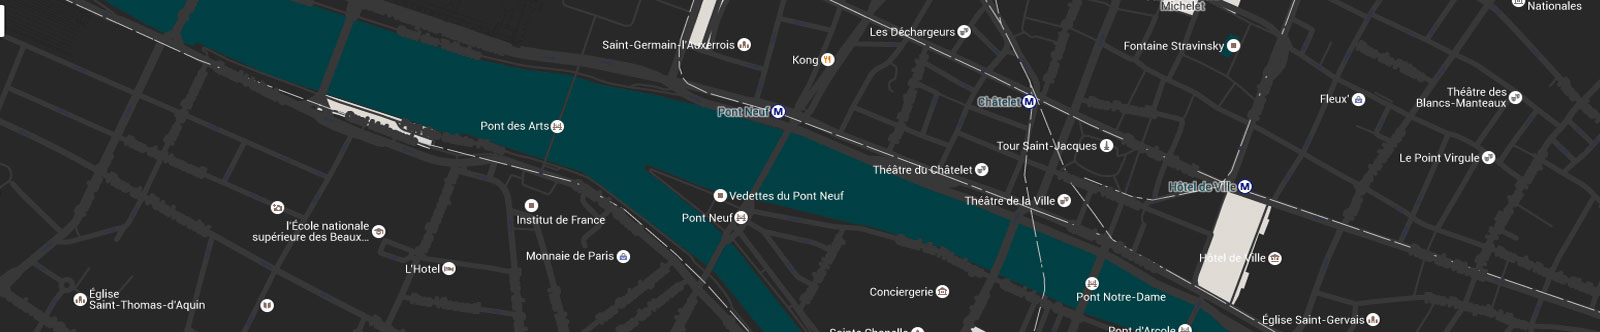 Michelet
Nationales
Les Déchargeurs
Saint-Germain-l'Auxerrois
Fontaine Stravinsky
Kong
Théâtre des
Blancs-Manteaux
Fleux'
Châtelet
Pont Neuf
Pont des Arts
Tour Saint-Jacques
Le Point Virgule
Théâtre du Châtelet
Hôtel de Ville
Vedettes du Pont Neuf
Théâtre de la Ville
Institut de France
Pont Neuf
l'École nationale
supérieure des Beaux...
Monnaie de Paris
Hôtel de Ville
L'Hotel
Conciergerie
Pont Notre-Dame
Église
Saint-Thomas-d'Aquin
Église Saint-Gervais
Sainte Chapelle
Pont d'Arcole